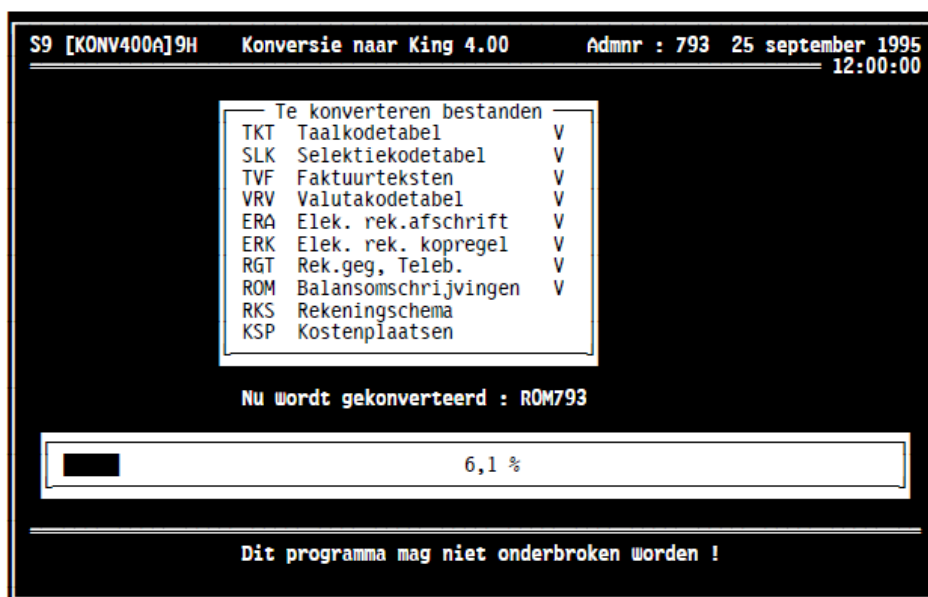 S9 [KONV400A]9H Konversie naar King 4.00 Admnr : 793 25 september 1995
12:00:00
Te konverteren bestanden
TKT Taalkodetabel V
SLK Selektiekodetabel V
TVF Faktuurteksten V
VRV Valutakodetabel V
ERA Elek. rek.afschrift V
ERK Elek. rek. kopregel V
RGT Rek.geg, Teleb. V
ROM Balansomschrijvingen V
RKS Rekeningschema
KSP Kostenplaatsen
Nu wordt gekonverteerd : ROM793
6,1 %
Dit programma mag niet onderbroken worden !